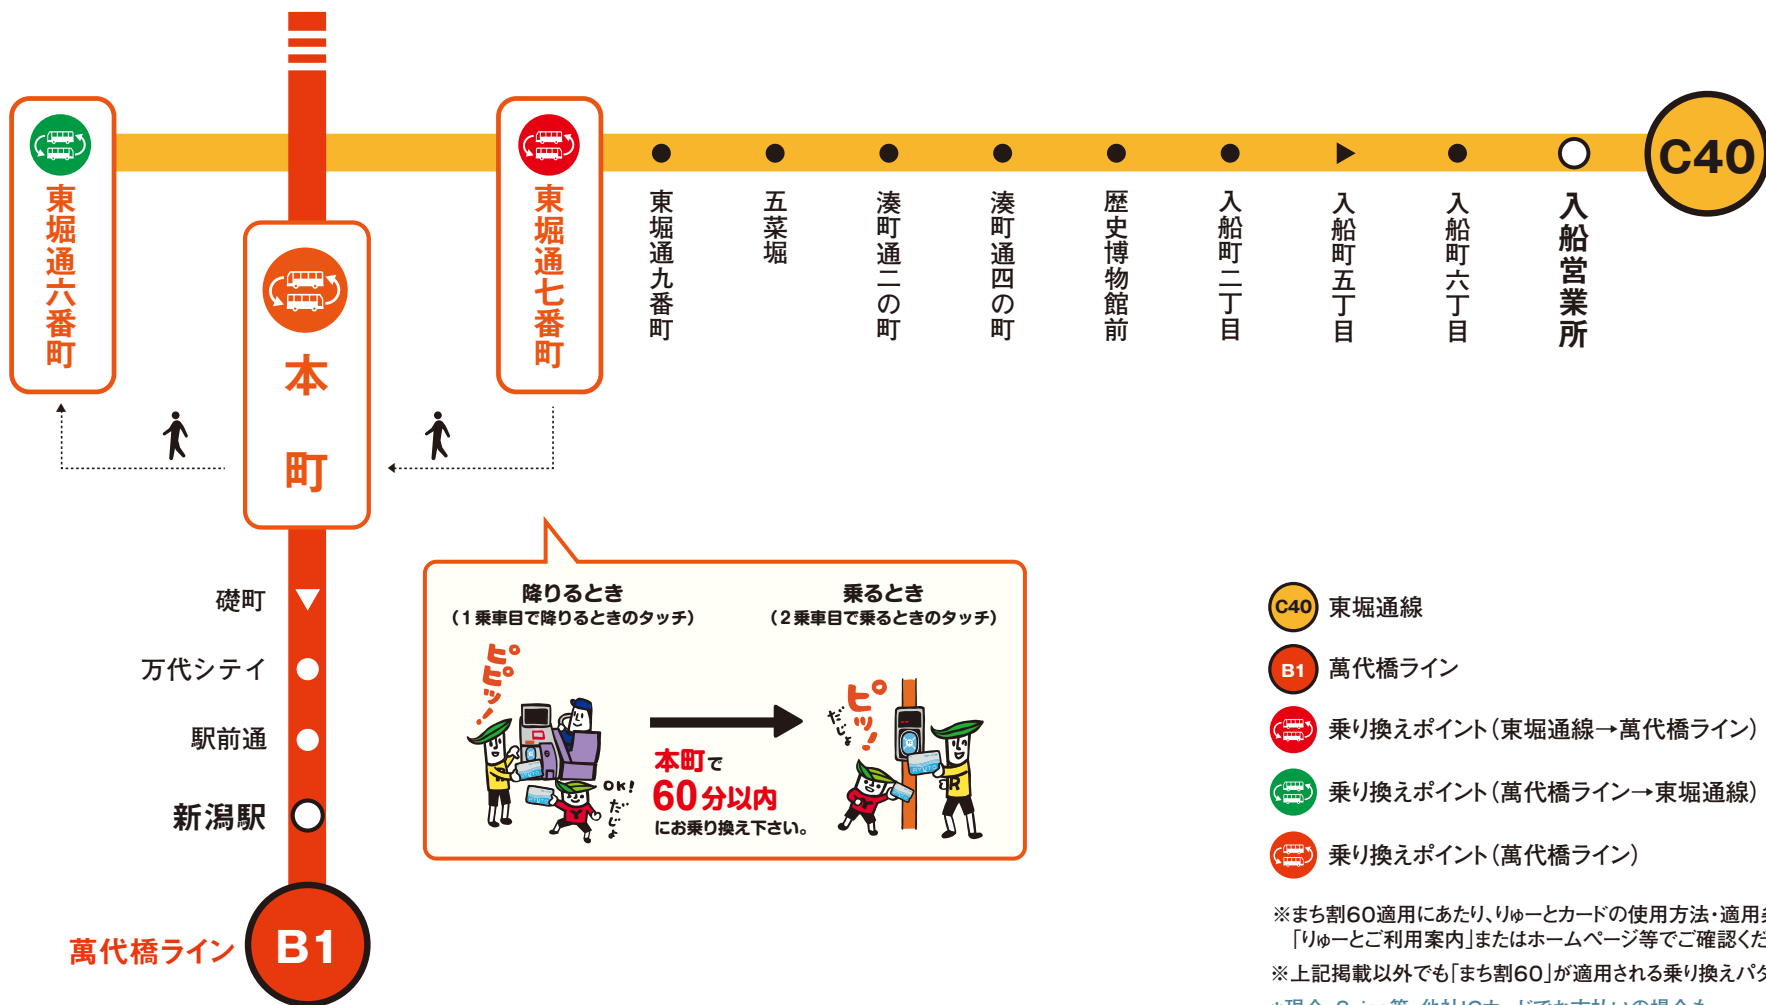 東堀通六番町
本町
東堀通七番町
東堀通九番町
五菜堀
湊町通二の町
湊町通四の町
歴史博物館前
入船町二丁目
入船町五丁目
入船町六丁目
入船営業所
C40
礎町
万代シテイ
駅前通
新潟駅
萬代橋ライン
B1
降りるとき
(1乗車目で降りるときのタッチ)
ピピッ!
OK!
だじょ
本町で
60分以内
にお乗り換え下さい。
乗るとき
(2乗車目で乗るときのタッチ)
ピッ!
だじょ
C40 東堀通線
B1 萬代橋ライン
乗り換えポイント(東堀通線→萬代橋ライン)
乗り換えポイント(萬代橋ライン→東堀通線)
乗り換えポイント(萬代橋ライン)
※まち割60適用にあたり、りゅーとカードの使用方法・適用
「りゅーとご利用案内」またはホームページ等でご確認くだ
※上記掲載以外でも「まち割60」が適用される乗り換えパタ